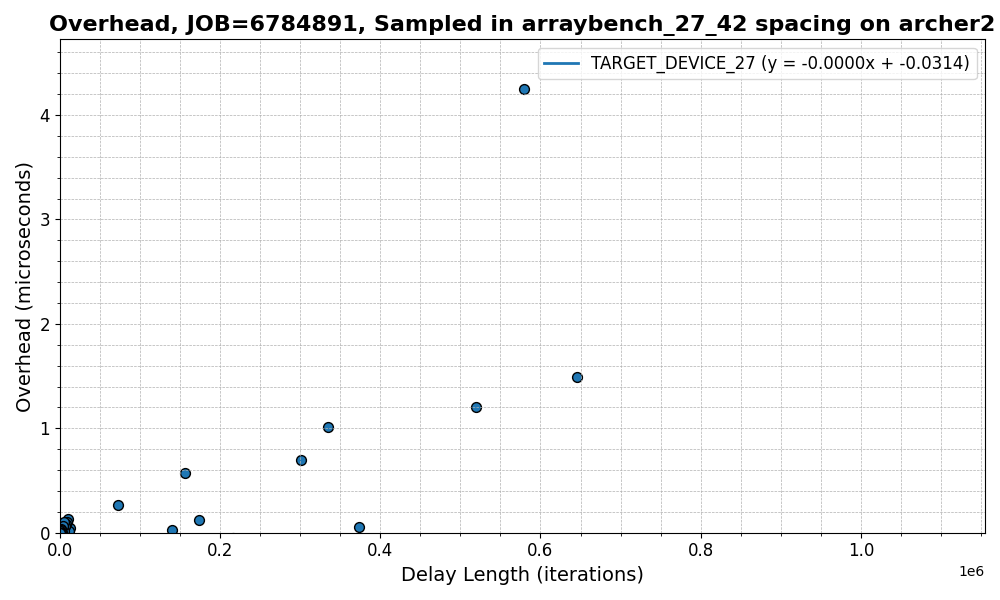 Overhead, JOB=6784891, Sampled in arraybench_27_42 spacing on archer2
TARGET_DEVICE_27 (y = -0.0000x + -0.0314)
Overhead (microseconds)
4
3
2
1
0
0.0 0.2 0.4 0.6 0.8 1.0
1e6
Delay Length (iterations)